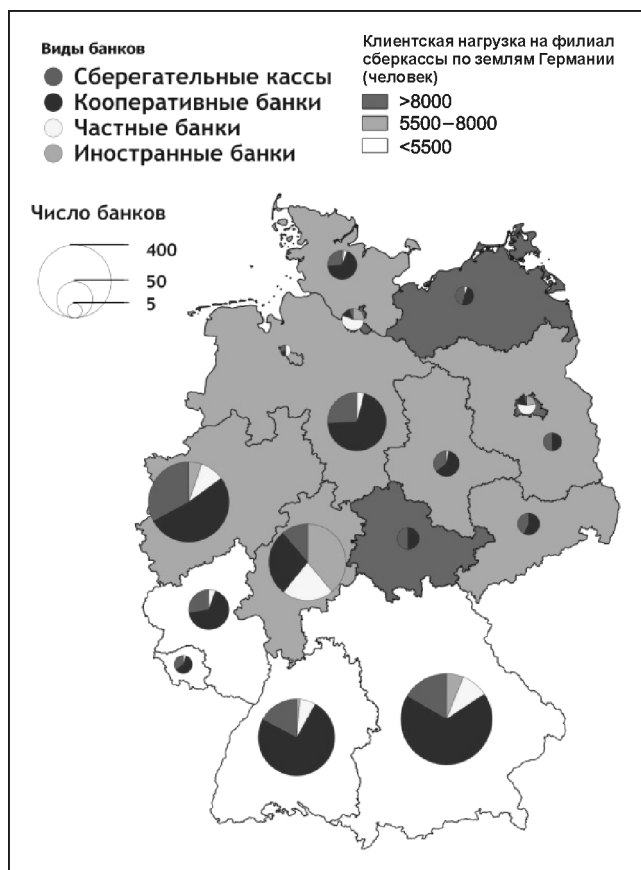 Виды банков
Сберегательные кассы
Кооперативные банки
Частные банки
Иностранные банки
Клиентская нагрузка на филиал
сберкассы по землям Германии
(человек)
>8000
5500–8000
<5500
Число банков
400
50
5